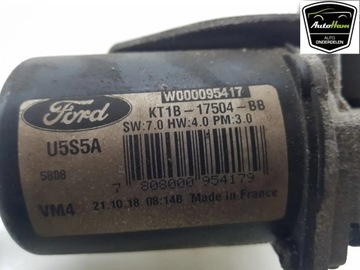 AutoHam
AUTO
ONDERDELEN
W000095417
Ford
KT1B-17504-BB
SW:7.0 HW:4.0 PM:3.0
U5S5A
5808
7 808000 954179
VM4
21.10.18 08:14B Made in France